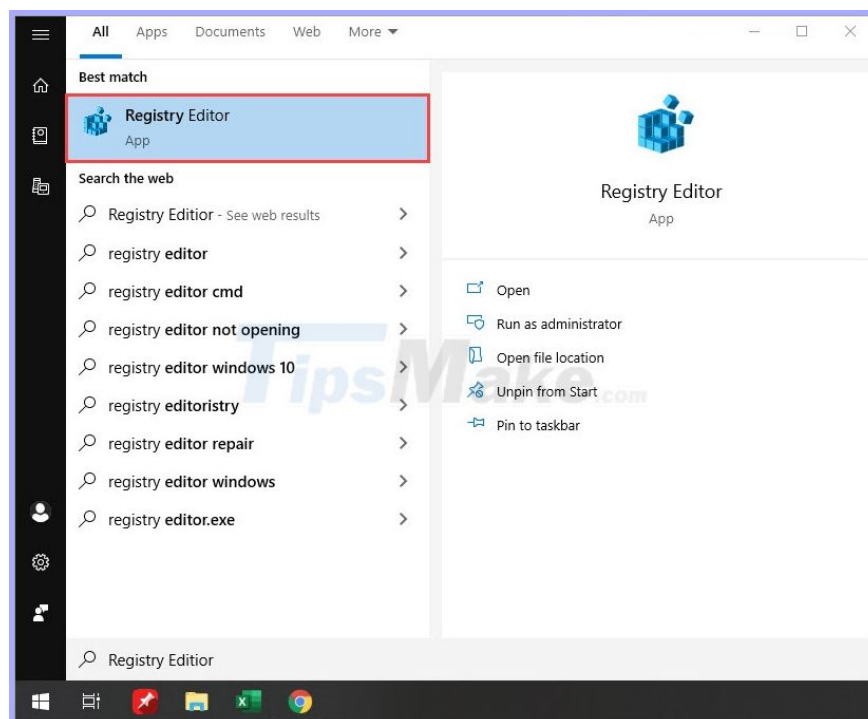 All Apps Documents Web More
Best match
Registry Editor
App
Search the web
Registry Editior - See web results
registry editor
registry editor cmd
registry editor not opening
registry editor windows 10
registry editoristry
registry editor repair
registry editor windows
registry editor.exe
Registry Editor
App
Open
Run as administrator
Open file location
Unpin from Start
Pin to taskbar
TipsMake.com
Registry Editior